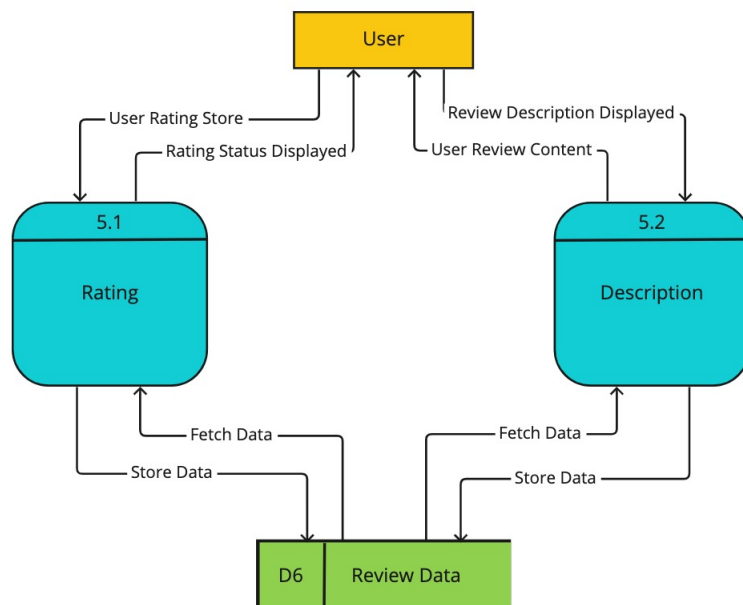 User
User Rating Store
Review Description Displayed
Rating Status Displayed
User Review Content
5.1
5.2
Rating
Description
Fetch Data
Fetch Data
Store Data
Store Data
D6
Review Data